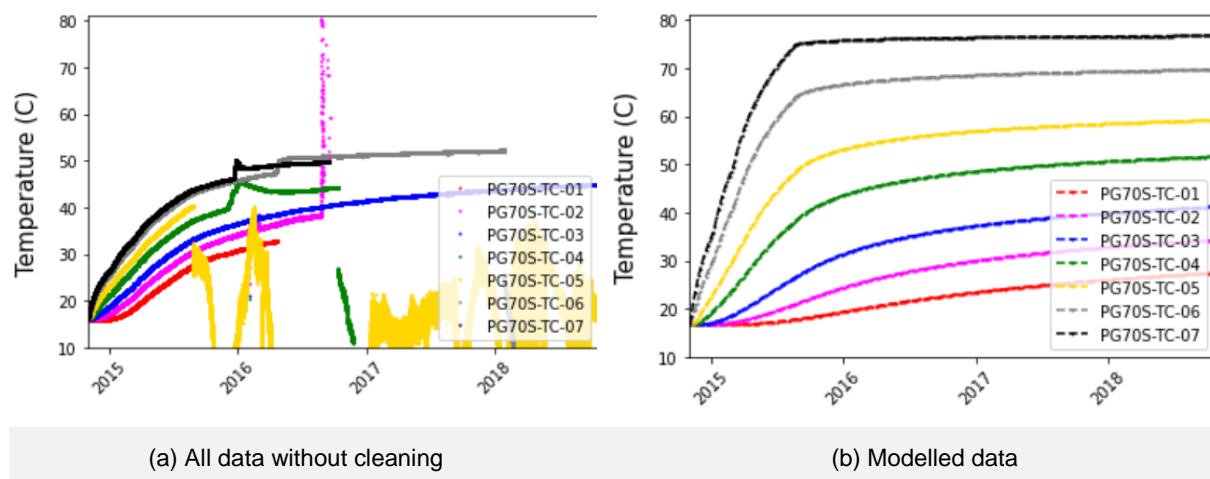 80
70
60
50
40
30
20
10
Temperature (C)
2015
2016
2017
2018
PG70S-TC-01
PG70S-TC-02
PG70S-TC-03
PG70S-TC-04
PG70S-TC-05
PG70S-TC-06
PG70S-TC-07
(a) All data without cleaning
80
70
60
50
40
30
20
10
Temperature (C)
2015
2016
2017
2018
PG70S-TC-01
PG70S-TC-02
PG70S-TC-03
PG70S-TC-04
PG70S-TC-05
PG70S-TC-06
PG70S-TC-07
(b) Modelled data